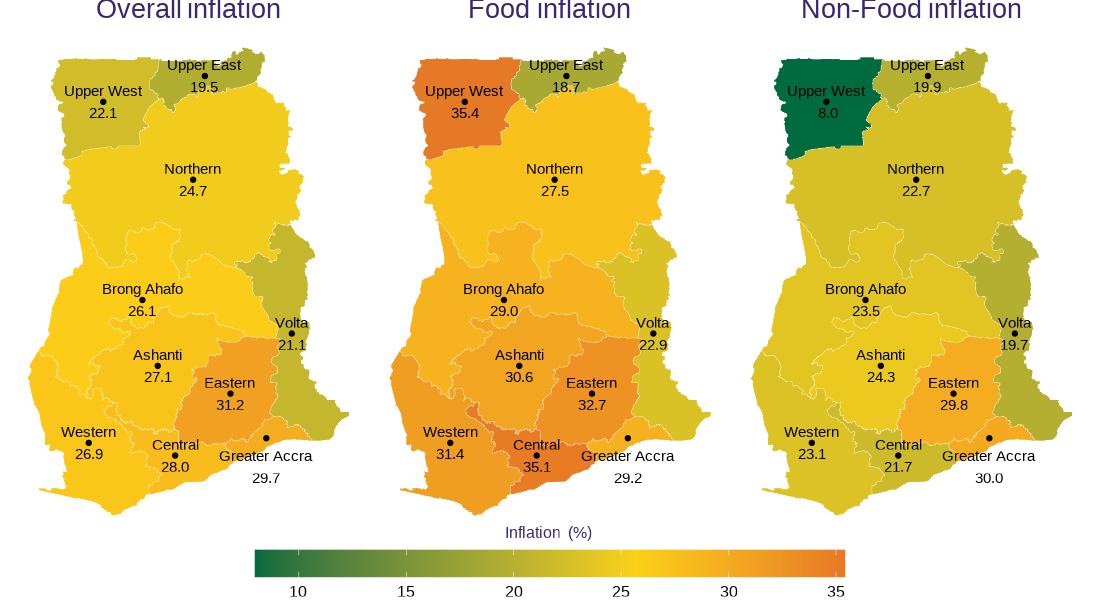 Overall inflation
Upper East
19.5
Upper West
22.1
Northern
24.7
Brong Ahafo
26.1
Volta
21.1
Ashanti
27.1
Eastern
31.2
Western
26.9
Central
28.0
Greater Accra
29.7
Food inflation
Upper East
18.7
Upper West
35.4
Northern
27.5
Brong Ahafo
29.0
Volta
22.9
Ashanti
30.6
Eastern
32.7
Western
31.4
Central
35.1
Greater Accra
29.2
Non-Food inflation
Upper East
19.9
Upper West
8.0
Northern
22.7
Brong Ahafo
23.5
Volta
19.7
Ashanti
24.3
Eastern
29.8
Western
23.1
Central
21.7
Greater Accra
30.0
Inflation (%)
10 15 20 25 30 35